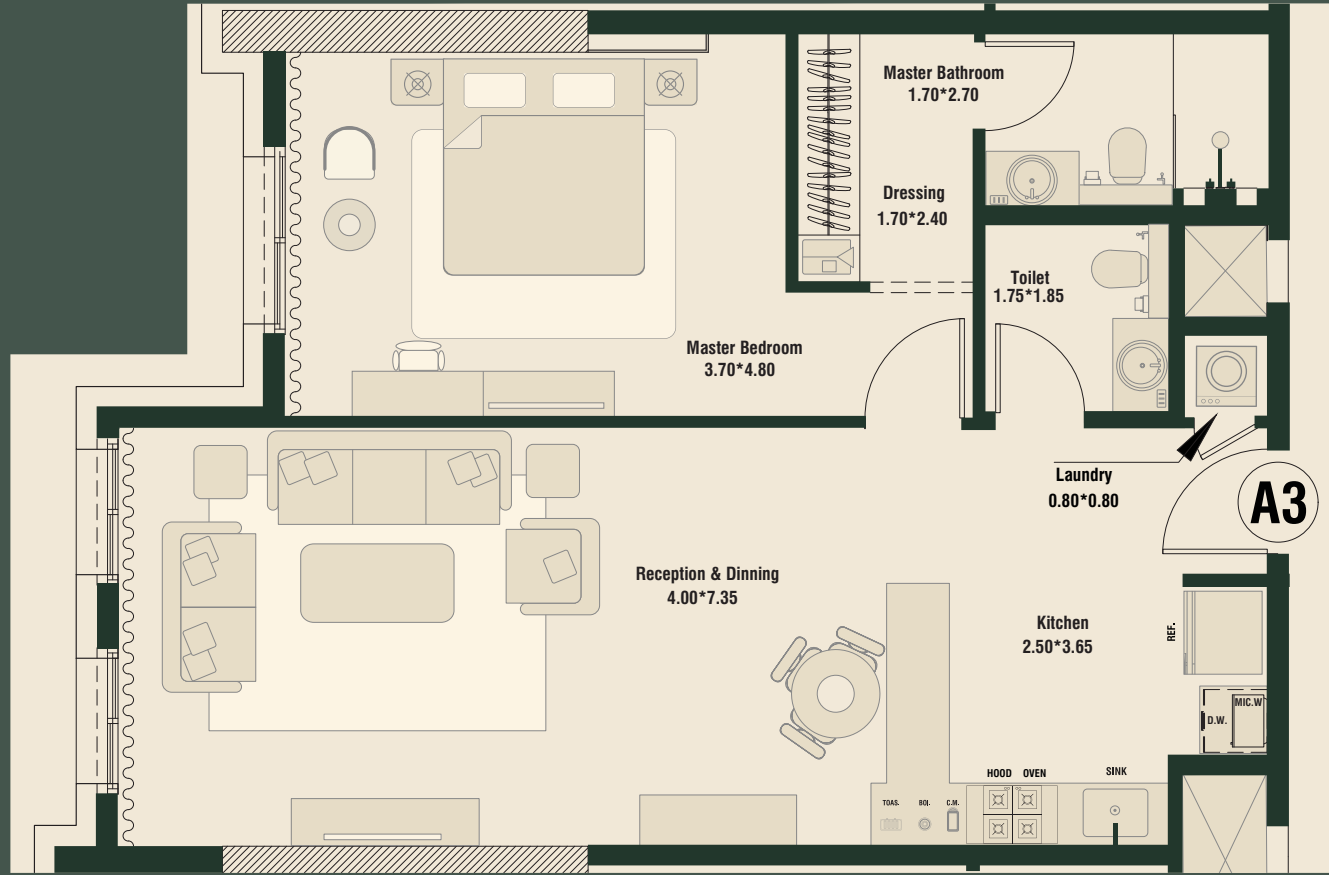 Master Bathroom
1.70*2.70
Dressing
1.70*2.40
Toilet
1.75*1.85
Master Bedroom
3.70*4.80
Laundry
0.80*0.80
A3
Reception & Dinning
4.00*7.35
Kitchen
2.50*3.65
REF.
MIC.W
D.W.
HOOD OVEN
SINK
TOAS.
BOI.
C.M.